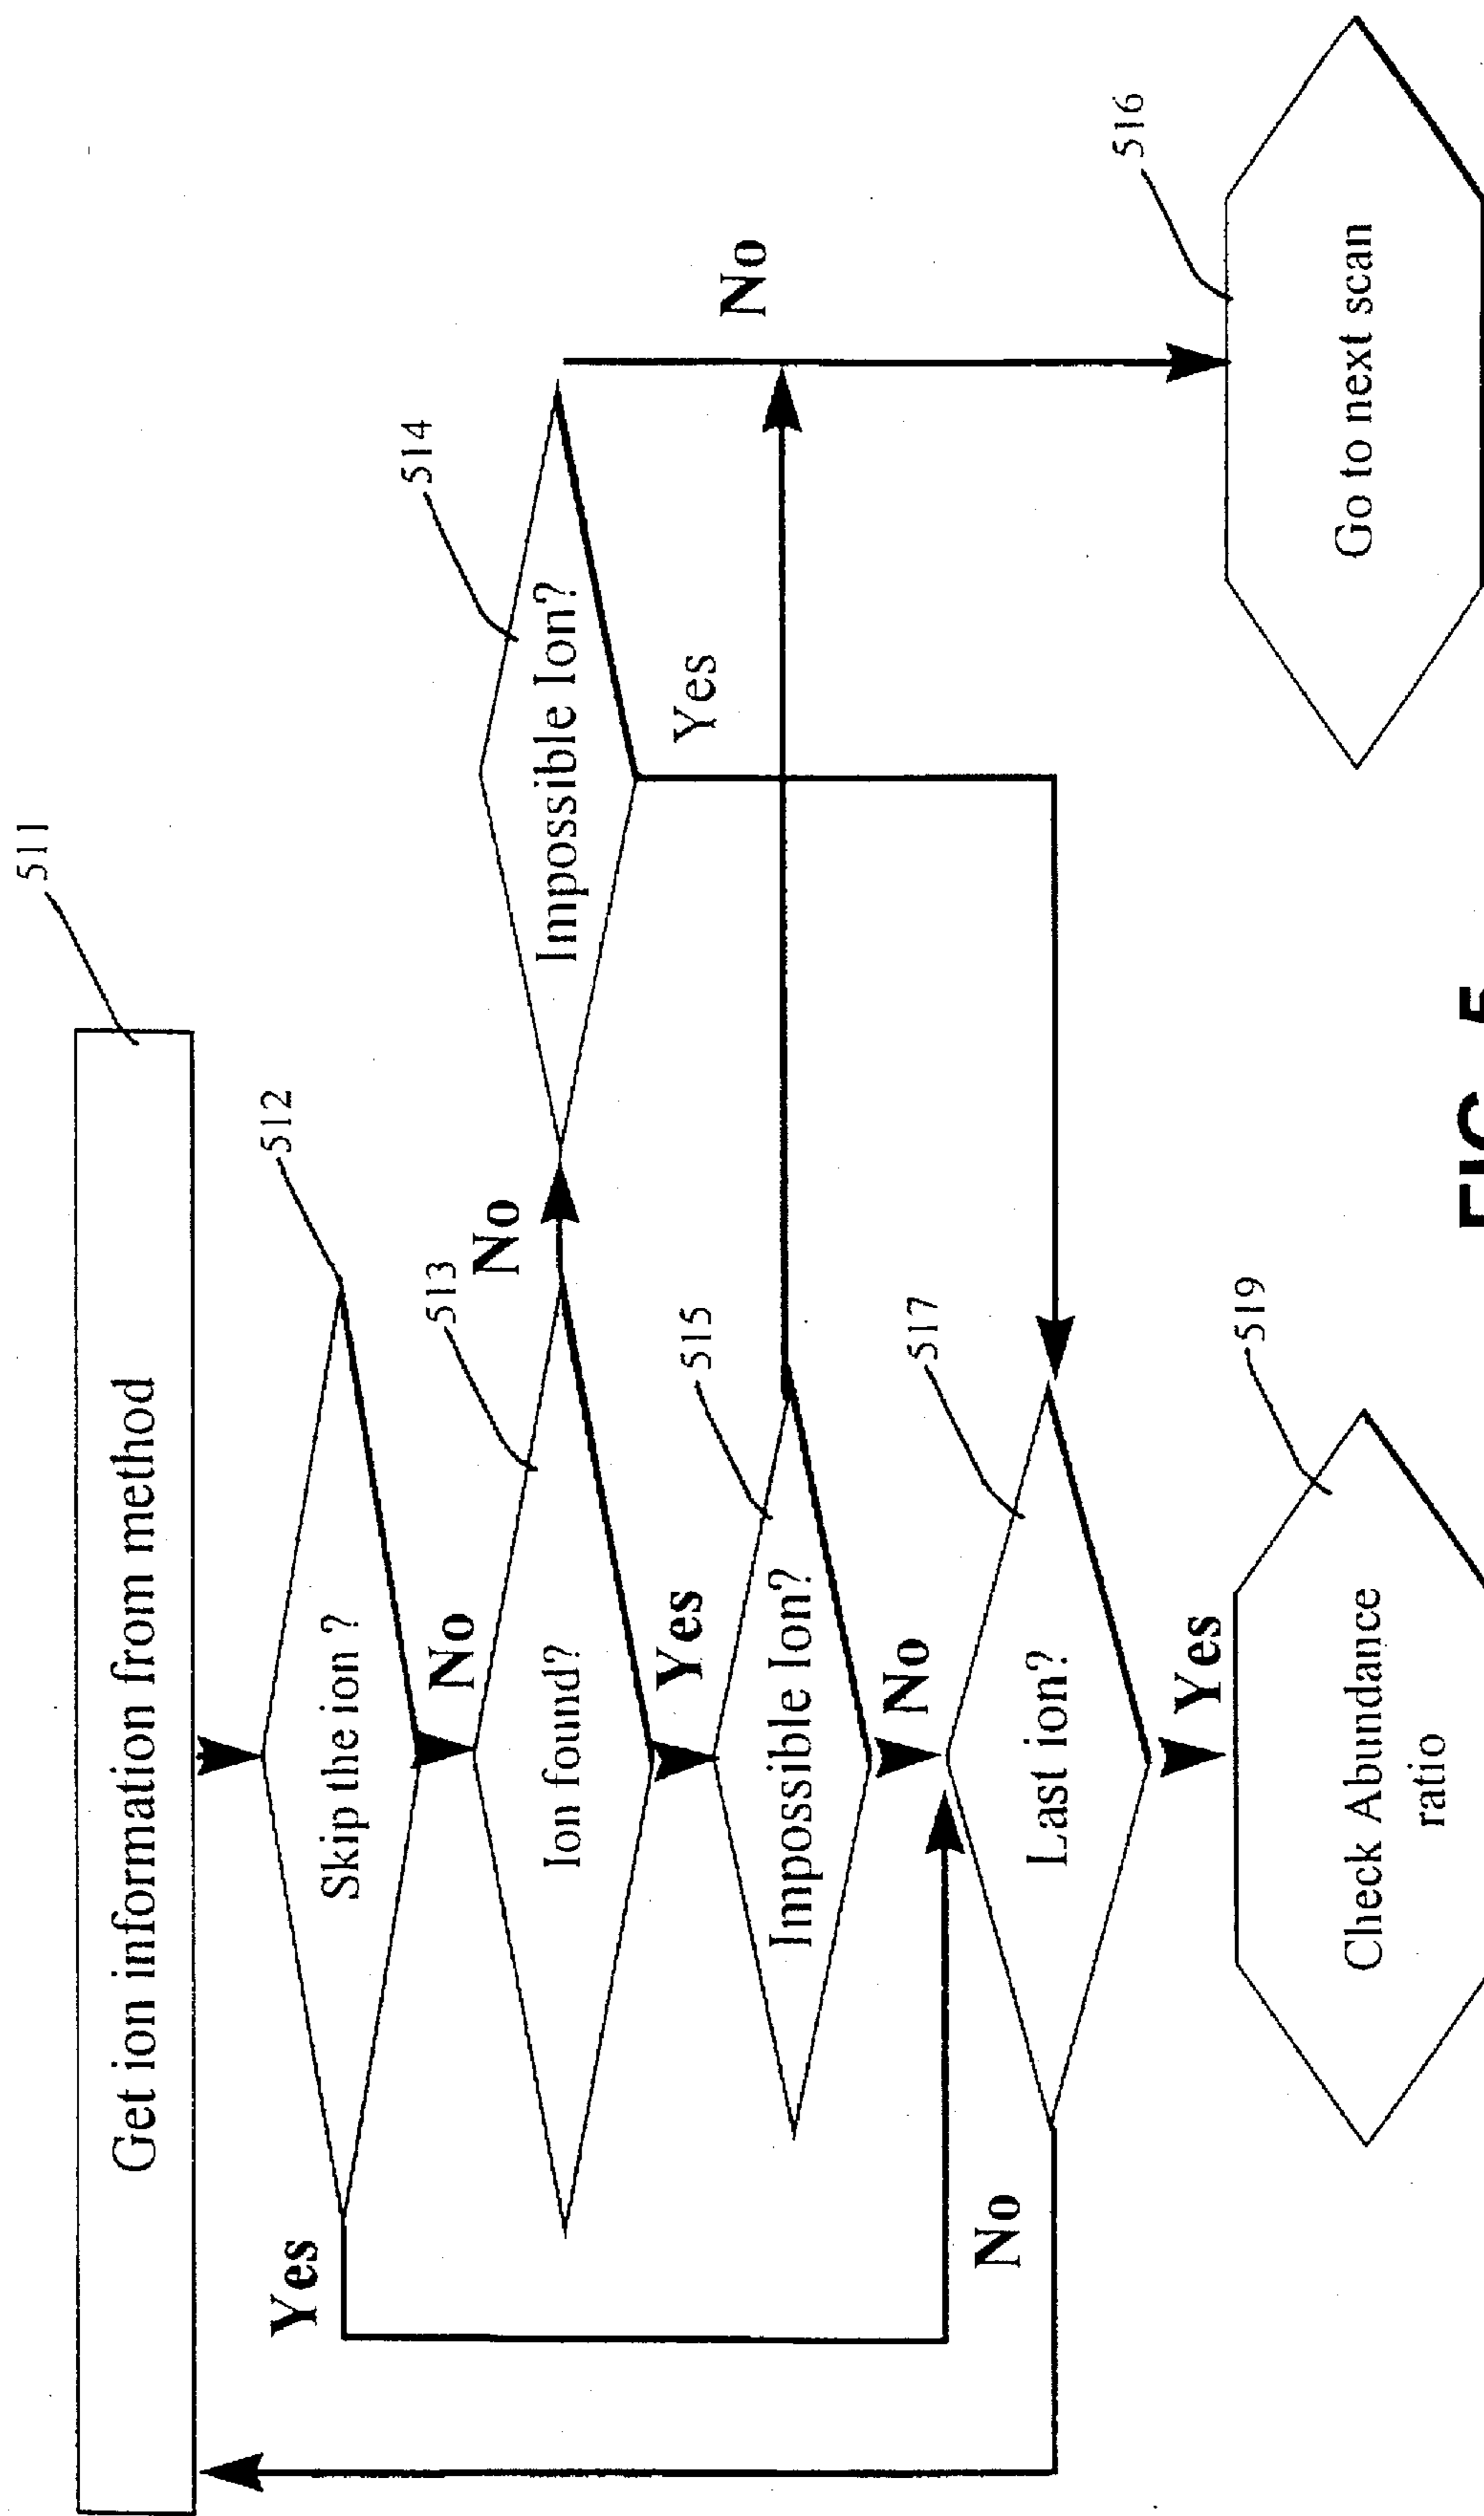 511
Get ion information from method
512
Skip the ion ?
Yes
No
513
Ion found?
No
514
Impossible Ion?
Yes
No
Yes
515
Impossible Ion?
No
517
Last ion?
No
Yes
516
Go to next scan
519
Check Abundance
ratio